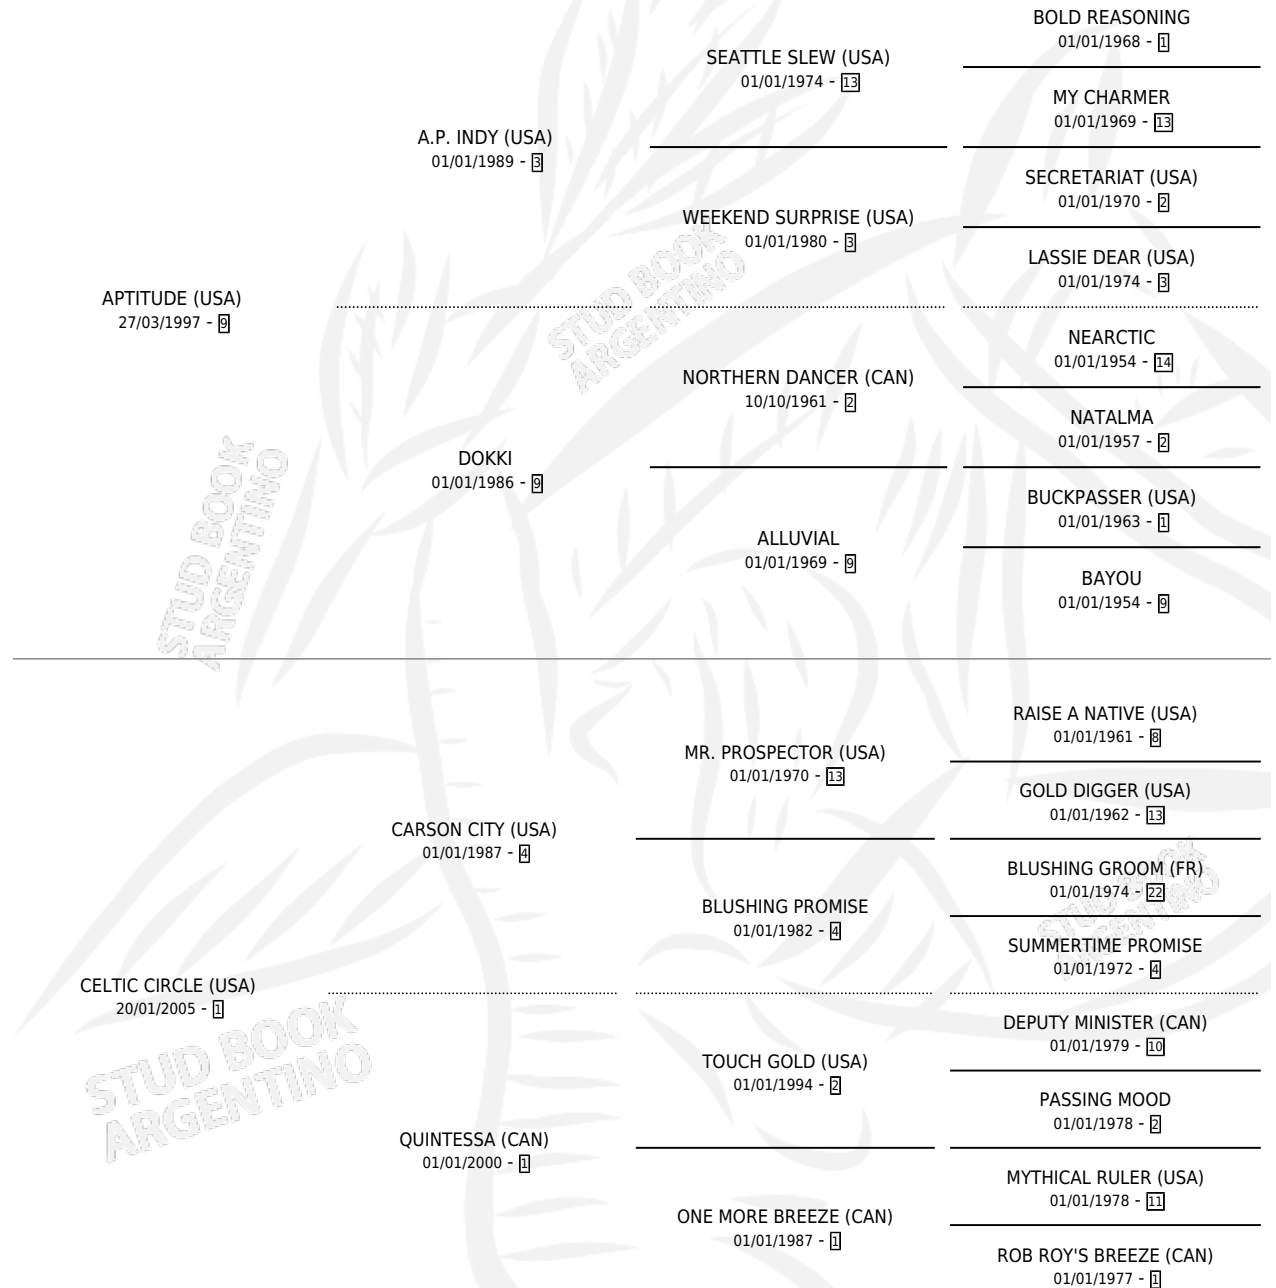 BOLD REASONING
01/01/1968 - 1
SEATTLE SLEW (USA)
01/01/1974 - 13
MY CHARMER
01/01/1969 - 13
A.P. INDY (USA)
01/01/1989 - 3
SECRETARIAT (USA)
01/01/1970 - 2
WEEKEND SURPRISE (USA)
01/01/1980 - 3
LASSIE DEAR (USA)
01/01/1974 - 3
APTITUDE (USA)
27/03/1997 - 9
NEARCTIC
01/01/1954 - 14
NORTHERN DANCER (CAN)
10/10/1961 - 2
NATALMA
01/01/1957 - 2
DOKKI
01/01/1986 - 9
BUCKPASSER (USA)
01/01/1963 - 1
ALLUVIAL
01/01/1969 - 9
BAYOU
01/01/1954 - 9
RAISE A NATIVE (USA)
01/01/1961 - 8
MR. PROSPECTOR (USA)
01/01/1970 - 13
GOLD DIGGER (USA)
01/01/1962 - 13
CARSON CITY (USA)
01/01/1987 - 4
BLUSHING GROOM (FR)
01/01/1974 - 22
BLUSHING PROMISE
01/01/1982 - 4
SUMMERTIME PROMISE
01/01/1972 - 4
CELTIC CIRCLE (USA)
20/01/2005 - 1
DEPUTY MINISTER (CAN)
01/01/1979 - 10
TOUCH GOLD (USA)
01/01/1994 - 2
PASSING MOOD
01/01/1978 - 2
QUINTESSA (CAN)
01/01/2000 - 1
MYTHICAL RULER (USA)
01/01/1978 - 11
ONE MORE BREEZE (CAN)
01/01/1987 - 1
ROB ROY'S BREEZE (CAN)
01/01/1977 - 1
STUD BOOK
ARGENTINO
STUD BOOK
ARGENTINO
STUD BOOK
ARGENTINO
STUD BOOK
ARGENTINO